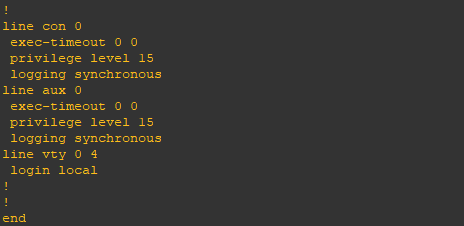 !
line con 0
 exec-timeout 0 0
 privilege level 15
 logging synchronous
line aux 0
 exec-timeout 0 0
 privilege level 15
 logging synchronous
line vty 0 4
 login local
!
!
end